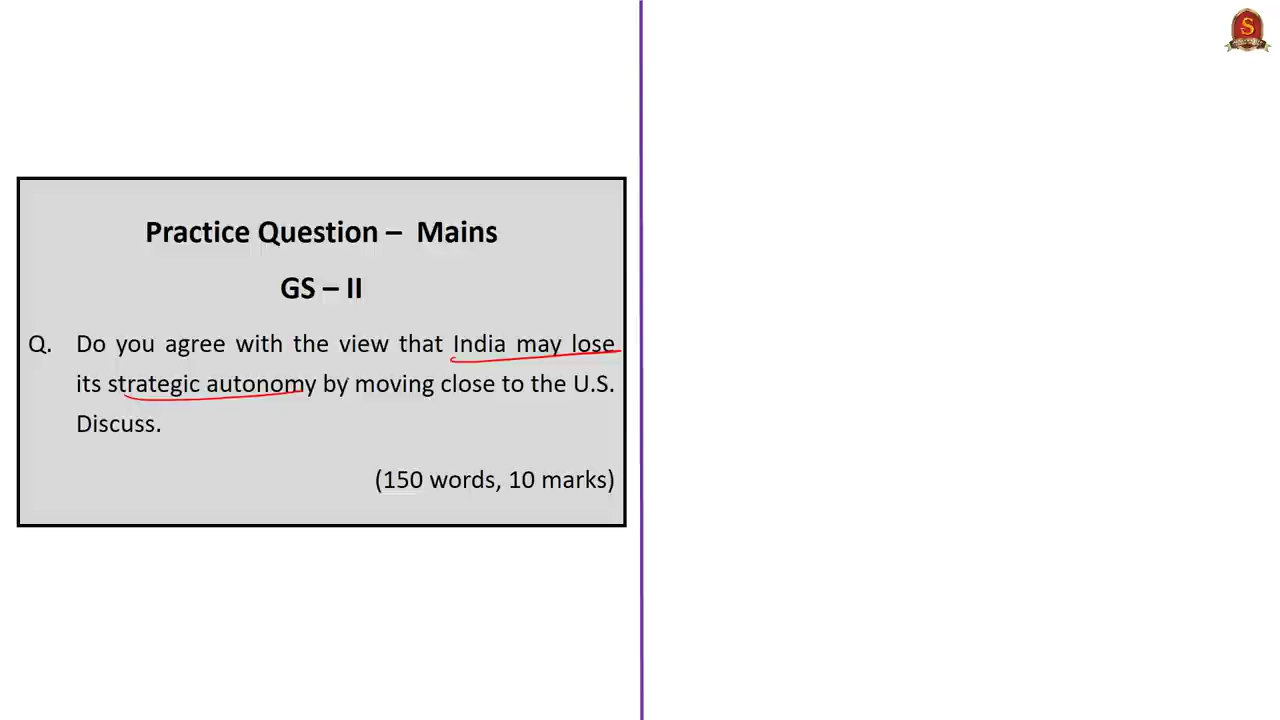 Practice Question – Mains
GS – II
Q. Do you agree with the view that India may lose
its strategic autonomy by moving close to the U.S.
Discuss.
(150 words, 10 marks)
S